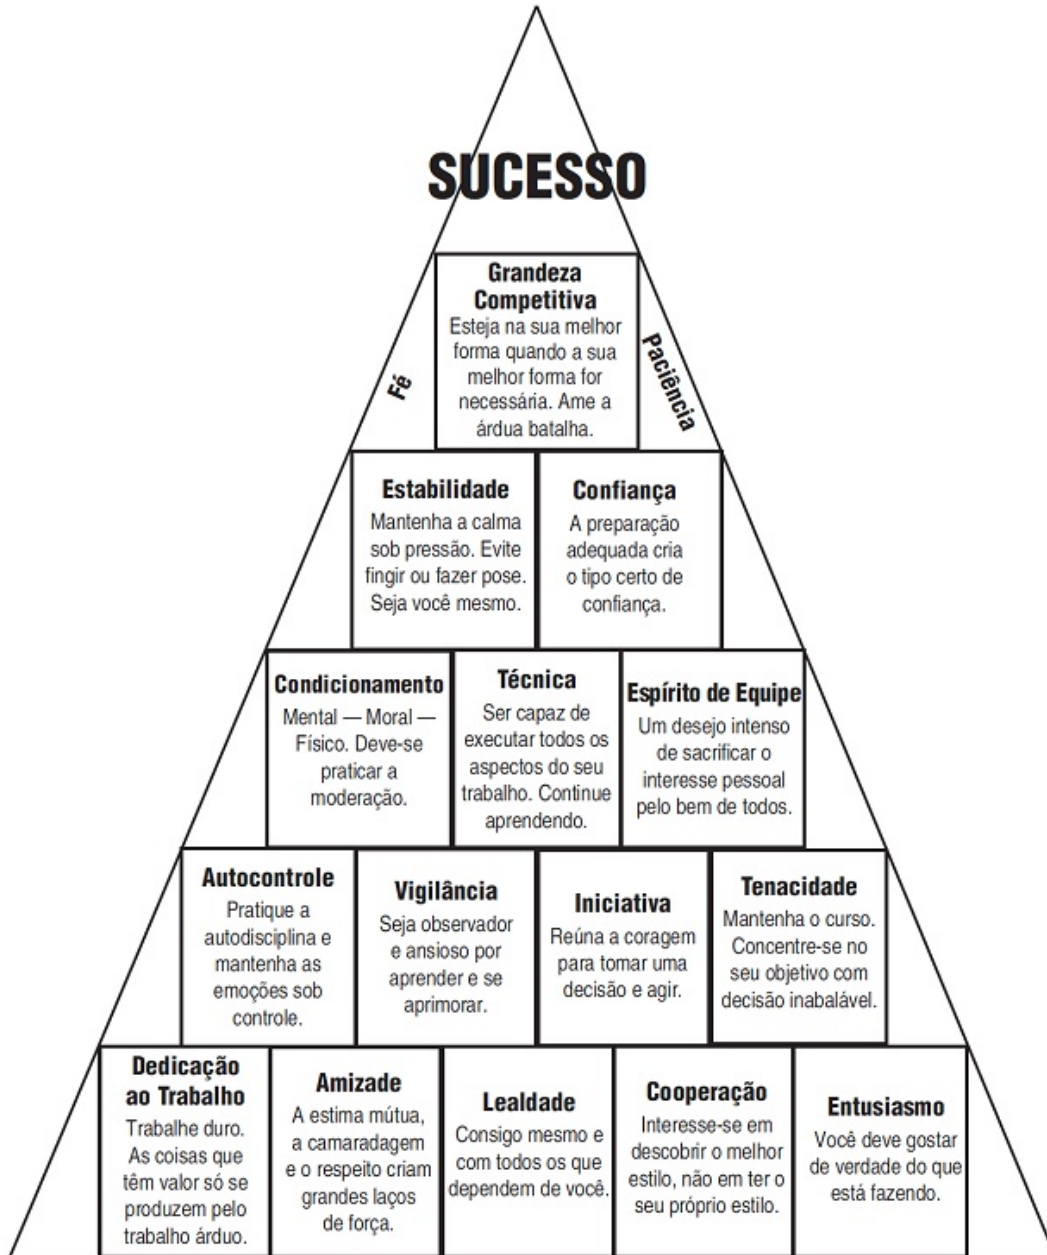 SUCESSO
Grandeza
Competitiva
Esteja na sua melhor
forma quando a sua
melhor forma for
necessária. Ame a
árdua batalha.
Fé
Paciência
Estabilidade
Mantenha a calma
sob pressão. Evite
fingir ou fazer pose.
Seja você mesmo.
Confiança
A preparação
adequada cria
o tipo certo de
confiança.
Condicionamento
Mental — Moral —
Físico. Deve-se
praticar a
moderação.
Técnica
Ser capaz de
executar todos os
aspectos do seu
trabalho. Continue
aprendendo.
Espírito de Equipe
Um desejo intenso
de sacrificar o
interesse pessoal
pelo bem de todos.
Autocontrole
Pratique a
autodisciplina e
mantenha as
emoções sob
controle.
Vigilância
Seja observador
e ansioso por
aprender e se
aprimorar.
Iniciativa
Reúna a coragem
para tomar uma
decisão e agir.
Tenacidade
Mantenha o curso.
Concentre-se no
seu objetivo com
decisão inabalável.
Dedicação
ao Trabalho
Trabalhe duro.
As coisas que
têm valor só se
produzem pelo
trabalho árduo.
Amizade
A estima mútua,
a camaradagem
e o respeito criam
grandes laços
de força.
Lealdade
Consigo mesmo e
com todos os que
dependem de você.
Cooperação
Interesse-se em
descobrir o melhor
estilo, não em ter o
seu próprio estilo.
Entusiasmo
Você deve gostar
de verdade do que
está fazendo.